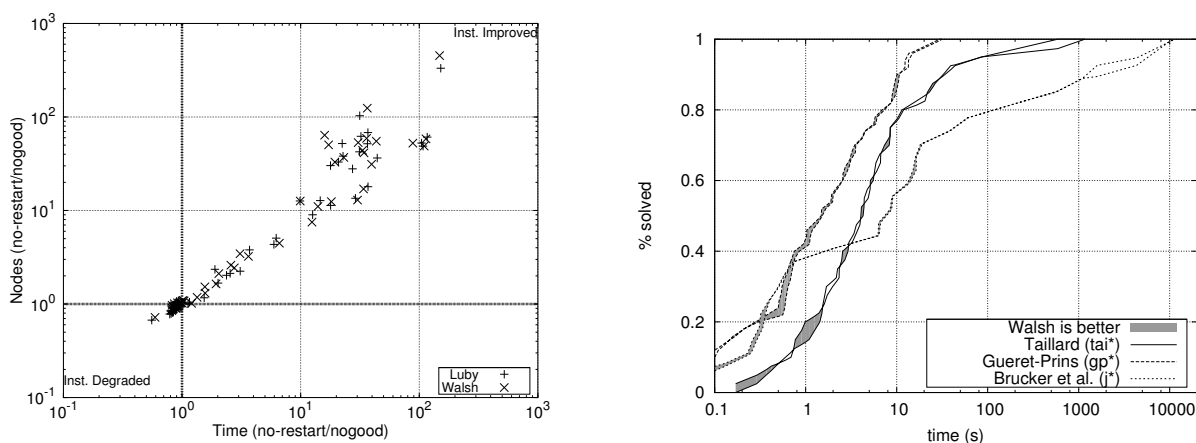 10^3
10^2
10^1
10^0
10^-1
Nodes (no-restart/nogood)
Inst. Improved
Inst. Degraded
Luby
Walsh
10^-1 10^0 10^1 10^2 10^3
Time (no-restart/nogood)
1
0.8
0.6
0.4
0.2
0
% solved
Walsh is better
Taillard (tai*)
Gueret-Prins (gp*)
Brucker et al. (j*)
0.1 1 10 100 1000 10000
time (s)